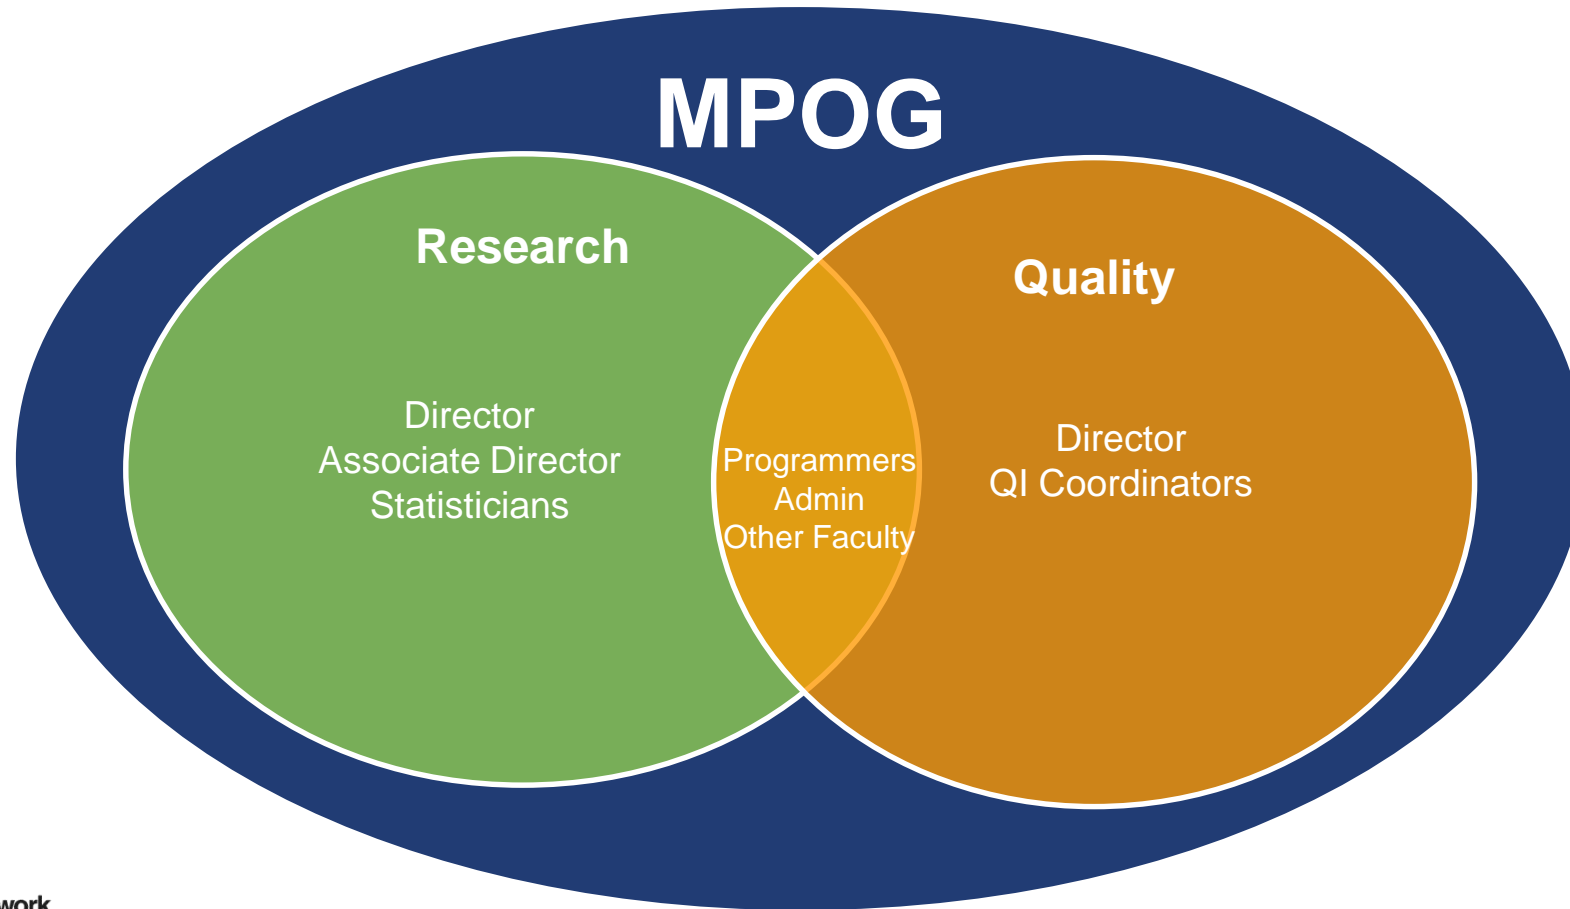 MPOG
Research
Quality
Director
Associate Director
Statisticians
Programmers
Admin
Other Faculty
Director
QI Coordinators
work